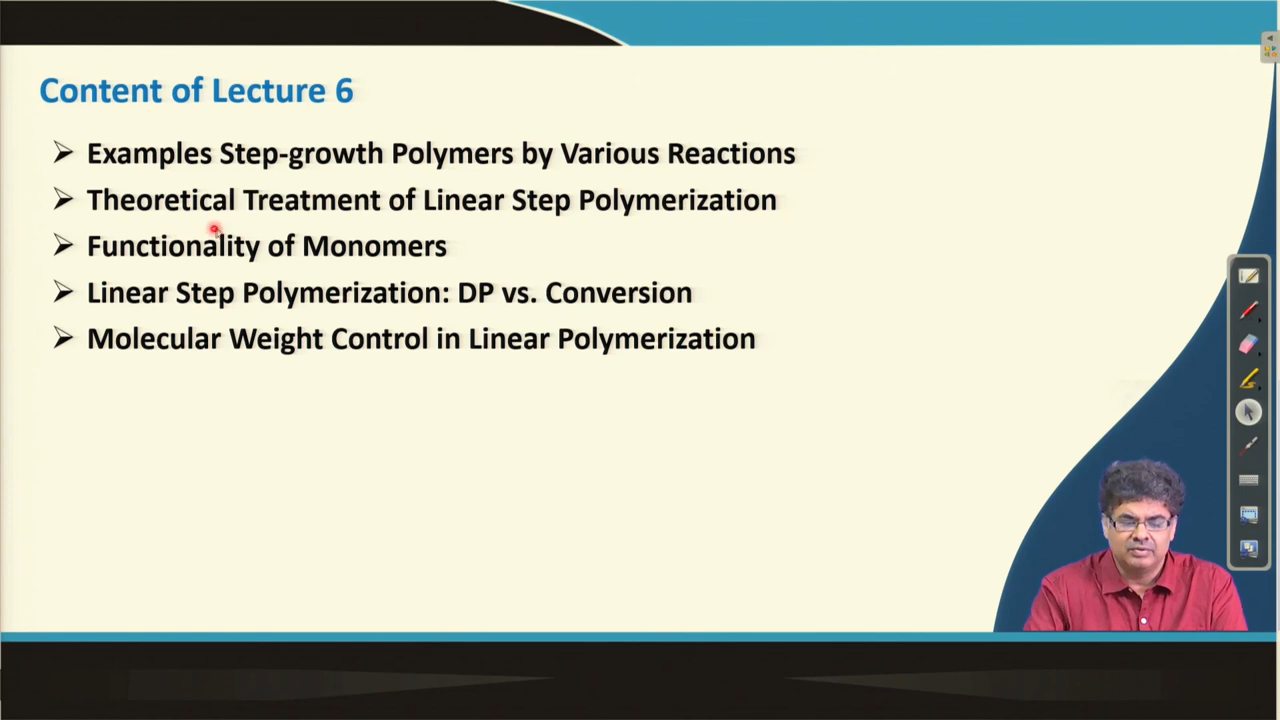 Content of Lecture 6
Examples Step-growth Polymers by Various Reactions
Theoretical Treatment of Linear Step Polymerization
Functionality of Monomers
Linear Step Polymerization: DP vs. Conversion
Molecular Weight Control in Linear Polymerization